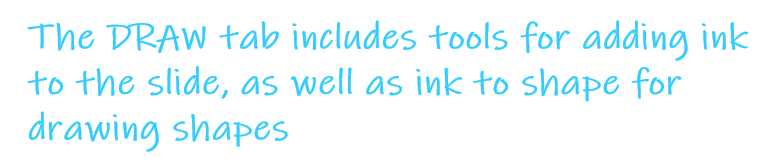 The DRAW tab includes tools for adding ink
to the slide, as well as ink to shape for
drawing shapes